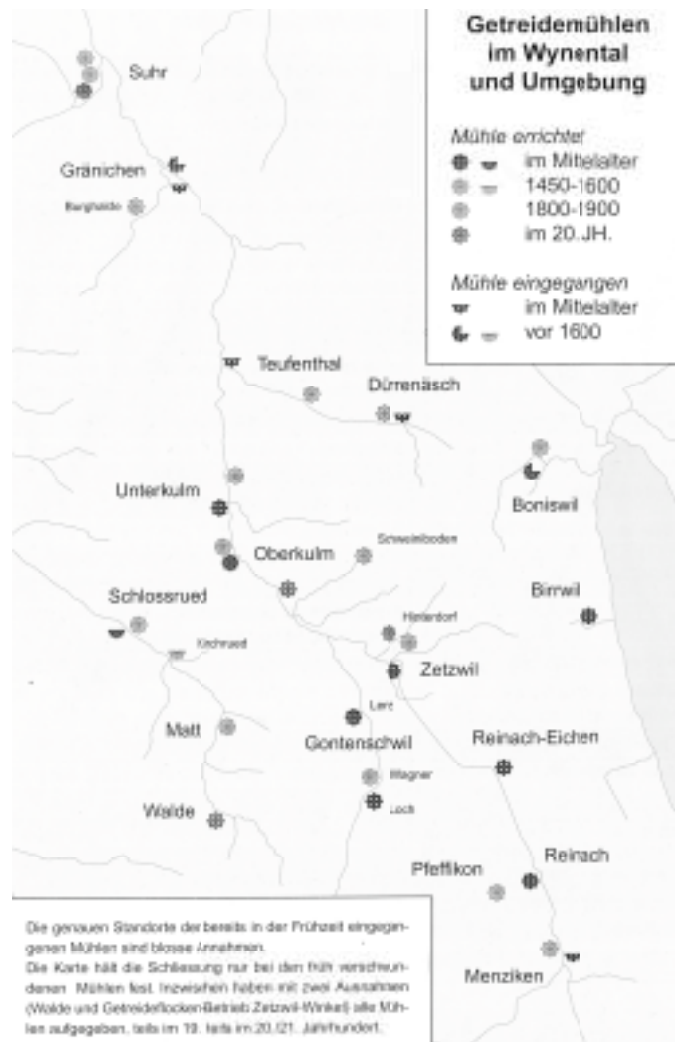 Getreidemühlen
im Wynental
und Umgebung
Mühle errichtet
im Mittelalter
1450-1600
1800-1900
im 20. JH.
Mühle eingegangen
im Mittelalter
vor 1600
Suhr
Gränichen
Burghalde
Teufenthal
Dürrenäsch
Unterkulm
Boniswil
Oberkulm
Schweinboden
Schlossrued
Birrwil
Hinterdorf
Kirchrued
Zetzwil
Matt
Gontenschwil
Reinach-Eichen
Wagner
Walde
Loch
Reinach
Pfeffikon
Menziken
Die genauen Standorte der bereits in der Frühzeit eingegan-
genen Mühlen sind blosse Annahmen.
Die Karte hält die Schliessung nur bei den früh verschwun-
denen Mühlen fest. Inzwischen haben mit zwei Ausnahmen
(Walde und Getreideflocken-Betrieb Zetzwil-Winkel) alle Müh-
len aufgegeben, teils im 19. teils im 20./21. Jahrhundert.